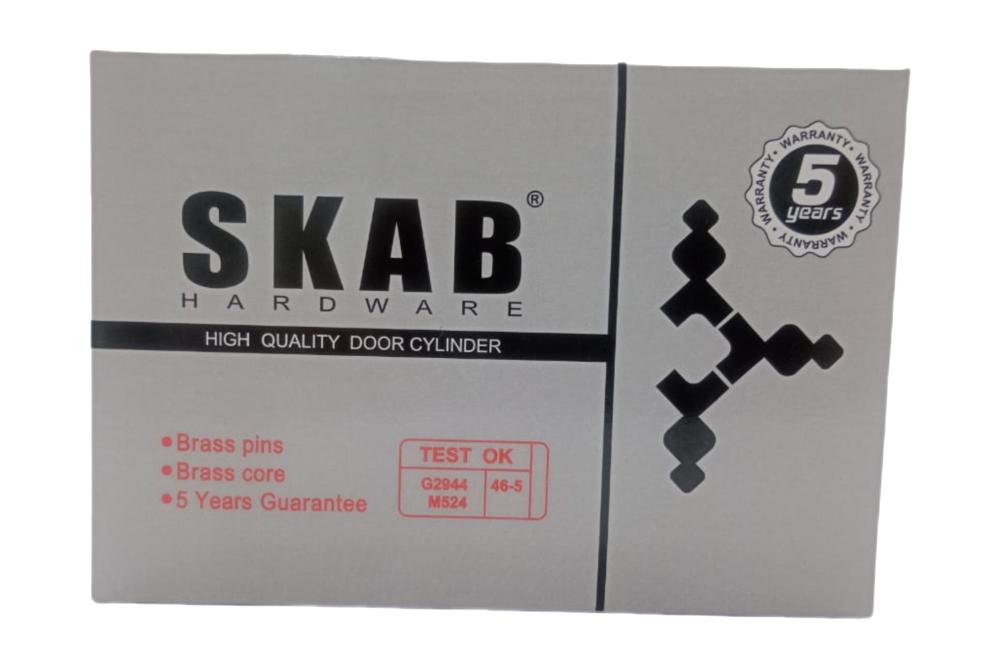 SKAB®
HARDWARE
HIGH QUALITY DOOR CYLINDER
•Brass pins
•Brass core
•5 Years Guarantee
TEST OK
G2944
M524
46-5
WARRANTY • WARRANTY • WARRANTY • WARRANTY •
5
years